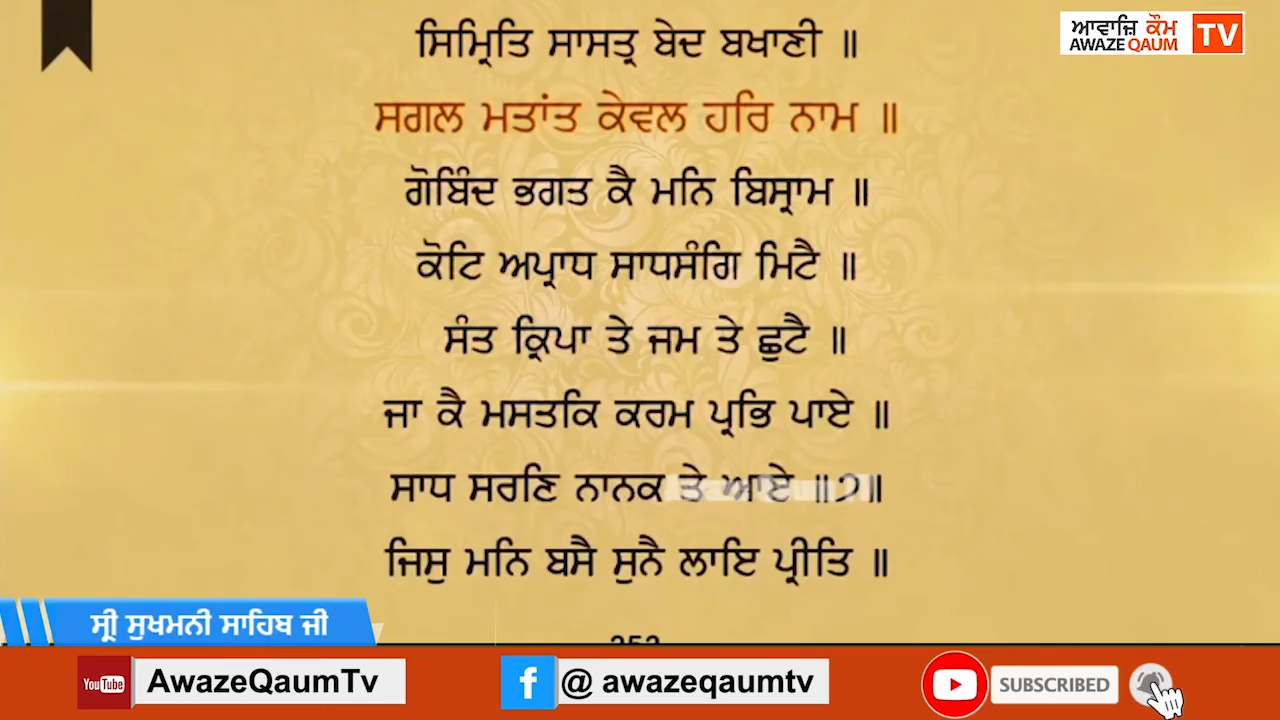 ਸਿਮ੍ਰਿਤਿ ਸਾਸਤ੍ਰ ਬੇਦ ਬਖਾਣੀ ॥
ਸਗਲ ਮਤਾਂਤ ਕੇਵਲ ਹਰਿ ਨਾਮ ॥
ਗੋਬਿੰਦ ਭਗਤ ਕੈ ਮਨਿ ਬਿਸ੍ਰਾਮ ॥
ਕੋਟਿ ਅਪ੍ਰਾਧ ਸਾਧਸੰਗਿ ਮਿਟੈ ॥
ਸੰਤ ਕ੍ਰਿਪਾ ਤੇ ਜਮ ਤੇ ਛੁਟੈ ॥
ਜਾ ਕੈ ਮਸਤਕਿ ਕਰਮ ਪ੍ਰਭਿ ਪਾਏ ॥
ਸਾਧ ਸਰਣਿ ਨਾਨਕ ਤੇ ਆਏ ॥੭॥
ਜਿਸੁ ਮਨਿ ਬਸੈ ਸੁਨੈ ਲਾਇ ਪ੍ਰੀਤਿ ॥
ਆਵਾਜ਼ਿ ਕੌਮ
AWAZE QAUM TV
ਸ੍ਰੀ ਸੁਖਮਨੀ ਸਾਹਿਬ ਜੀ
YouTube AwazeQaumTv
f @ awazeqaumtv
SUBSCRIBED